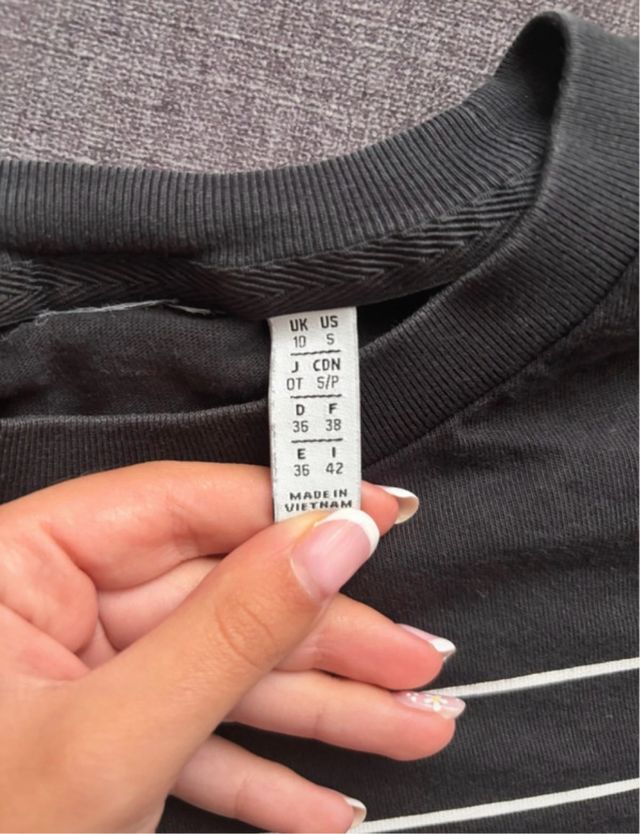 UK US
10 S
J CDN
OT S/P
D F
36 38
E I
36 42
MADE IN
VIETNAM